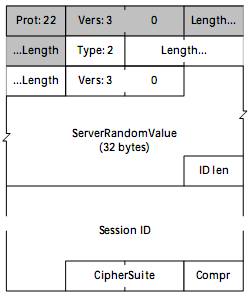 Prot: 22 Vers: 3 0 Length...
...Length Type: 2 Length...
...Length Vers: 3 0
ServerRandomValue
(32 bytes)
ID len
Session ID
CipherSuite Compr